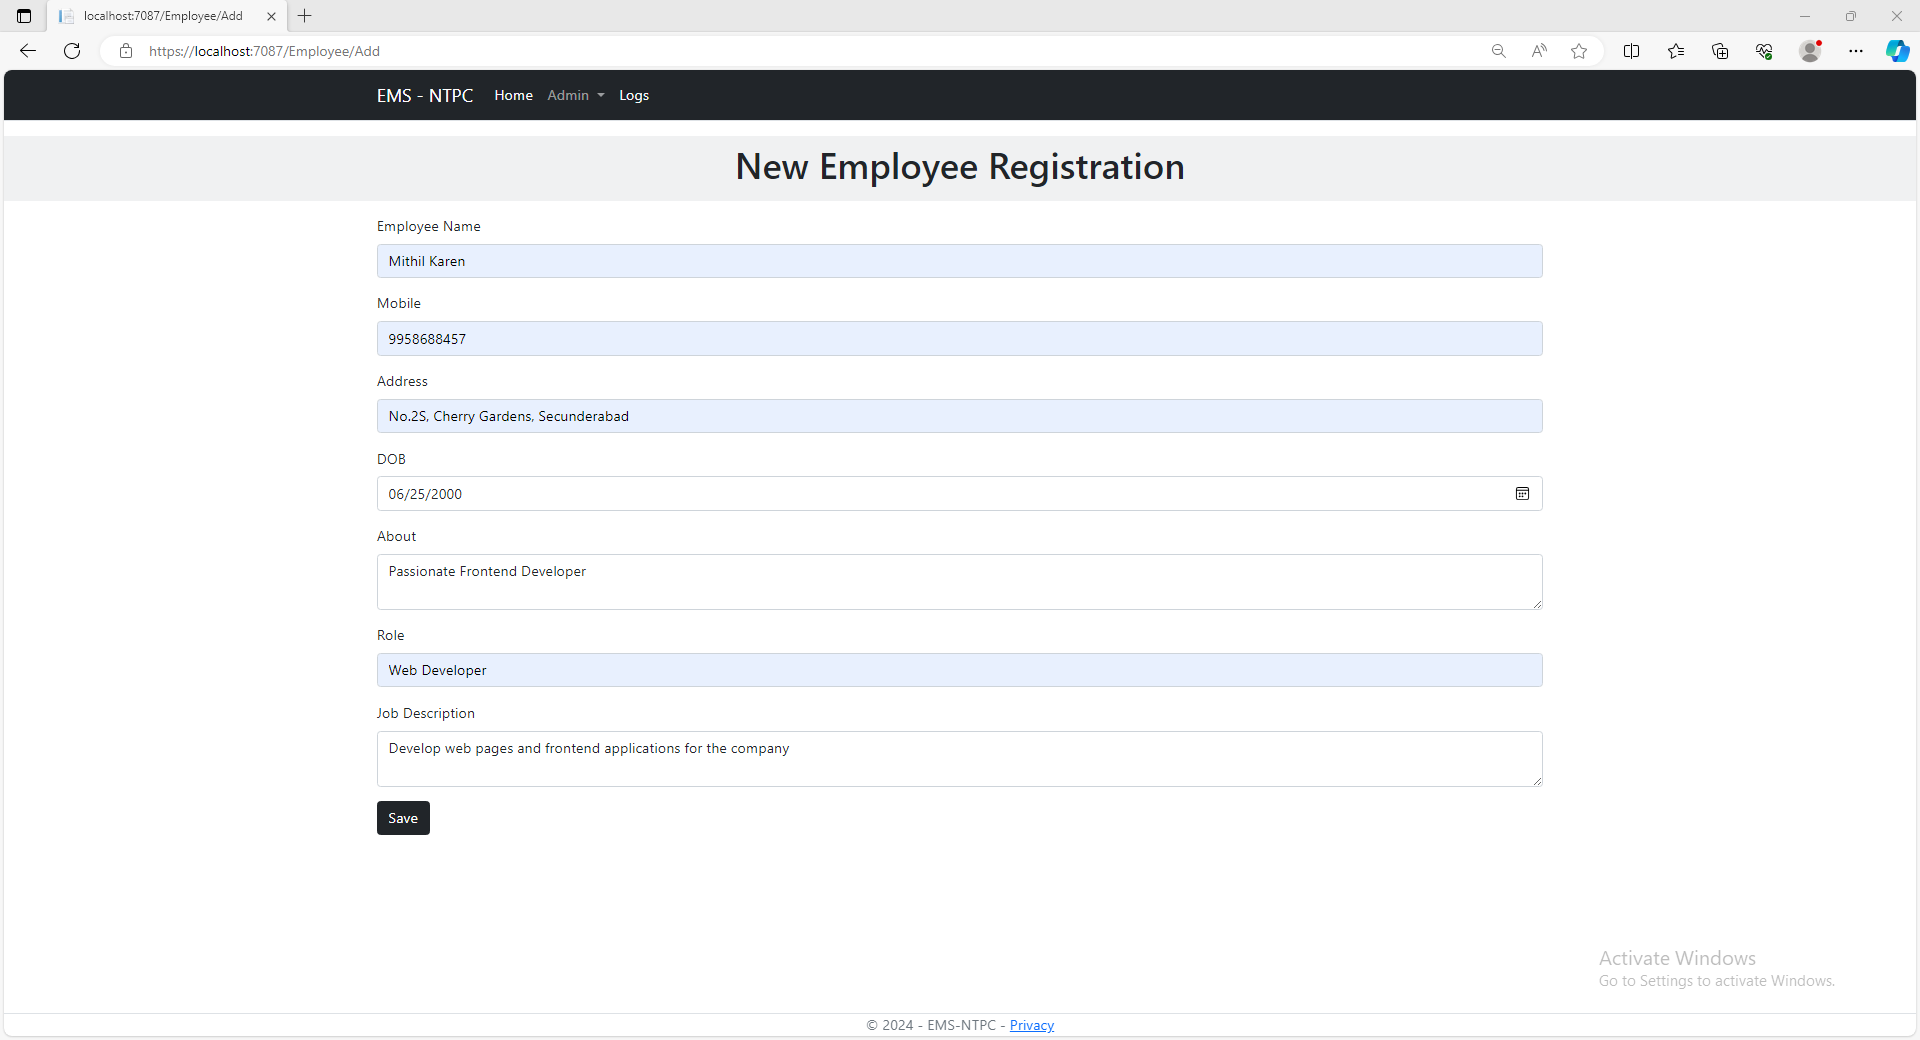 localhost:7087/Employee/Add
https://localhost:7087/Employee/Add
EMS - NTPC Home Admin Logs
New Employee Registration
Employee Name
Mithil Karen
Mobile
9958688457
Address
No.2S, Cherry Gardens, Secunderabad
DOB
06/25/2000
About
Passionate Frontend Developer
Role
Web Developer
Job Description
Develop web pages and frontend applications for the company
Save
Activate Windows
Go to Settings to activate Windows.
© 2024 - EMS-NTPC - Privacy